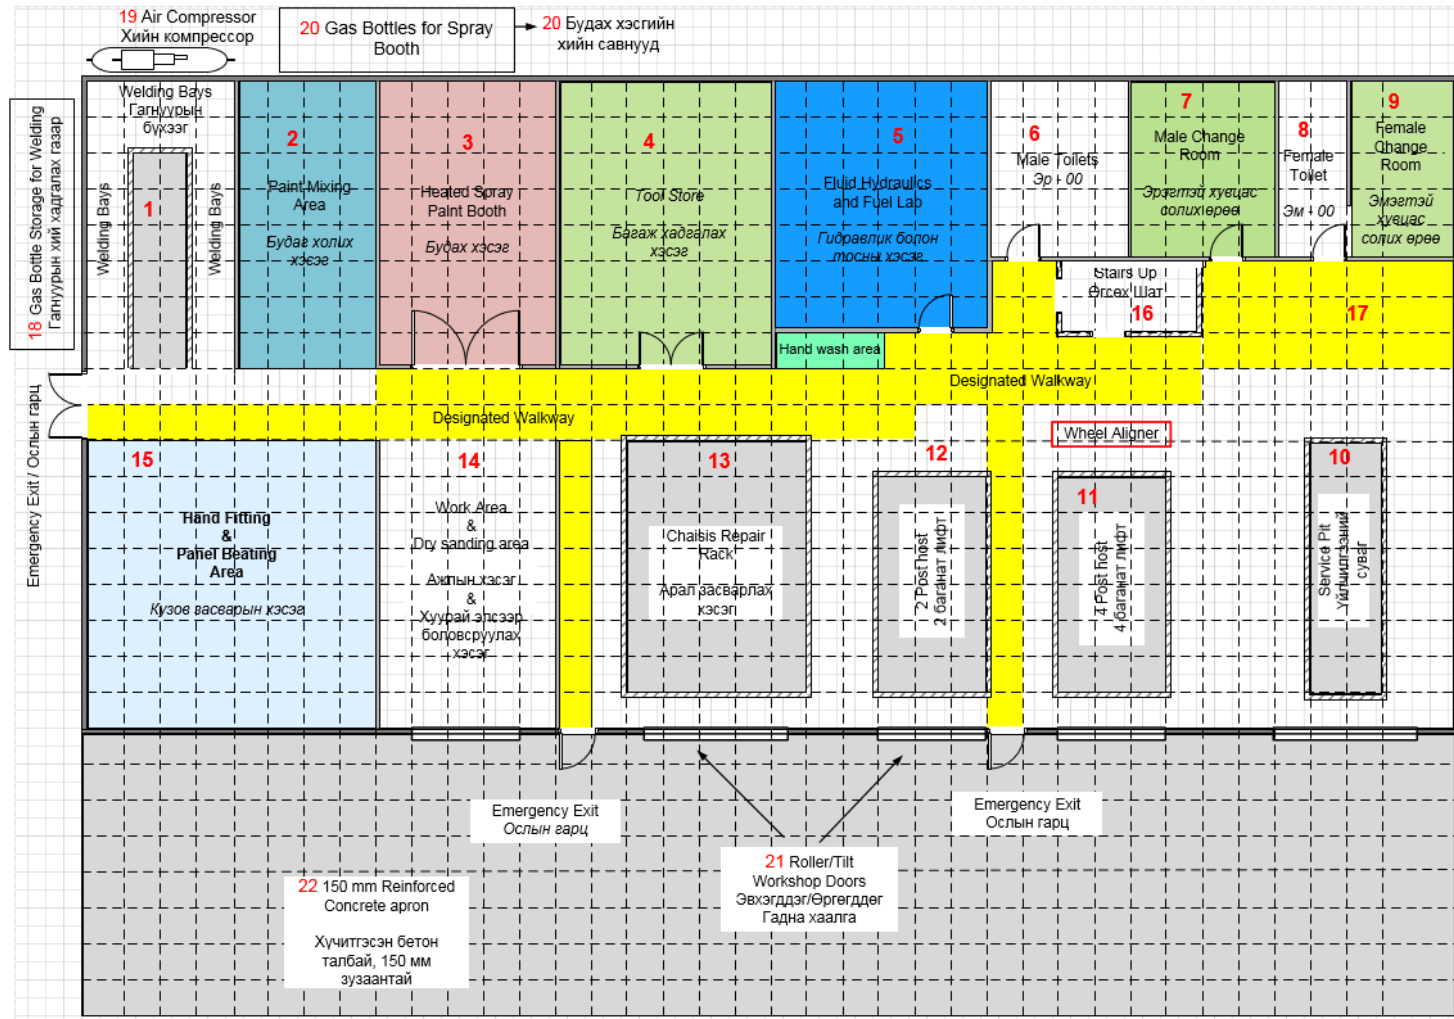 19 Air Compressor
Хийн компрессор
20 Gas Bottles for Spray
Booth
20 Будах хэсгийн
хийн савнууд
18 Gas Bottle Storage for Welding
Гагнуурын хий хадгалах газар
Welding Bays
Гагнуурын
бүхээг
Welding Bays
1
Welding Bays
2
Paint Mixing
Area
Будаг холих
хэсэг
3
Heated Spray
Paint Booth
Будах хэсэг
4
Tool Store
Багаж хадгалах
хэсэг
5
Fluid Hydraulics
and Fuel Lab
Гидравлик болон
тосны хэсэг
6
Male Toilets
Эр - 00
7
Male Change
Room
Эрэгтэй хувцас
солих өрөө
8
Female
Toilet
Эм - 00
9
Female
Change
Room
Эмэгтэй
хувцас
солих өрөө
Stairs Up
Өгсөх Шат
16
17
Hand wash area
Designated Walkway
Designated Walkway
Emergency Exit / Ослын гарц
15
Hand Fitting
&
Panel Beating
Area
Кузов засварын хэсэг
14
Work Area
&
Dry sanding area
Ажлын хэсэг
&
Хуурай элсээр
боловсруулах
хэсэг
13
Chaisis Repair
Rack
Арал засварлах
хэсэг
12
2 Post host
2 баганат лифт
Wheel Aligner
11
4 Post host
4 баганат лифт
10
Service Pit
Үйлчилгээний
суваг
Emergency Exit
Ослын гарц
Emergency Exit
Ослын гарц
21 Roller/Tilt
Workshop Doors
Эвхэгддэг/Өргөгддөг
Гадна хаалга
22 150 mm Reinforced
Concrete apron
Хүчитгэсэн бетон
талбай, 150 мм
зузаантай